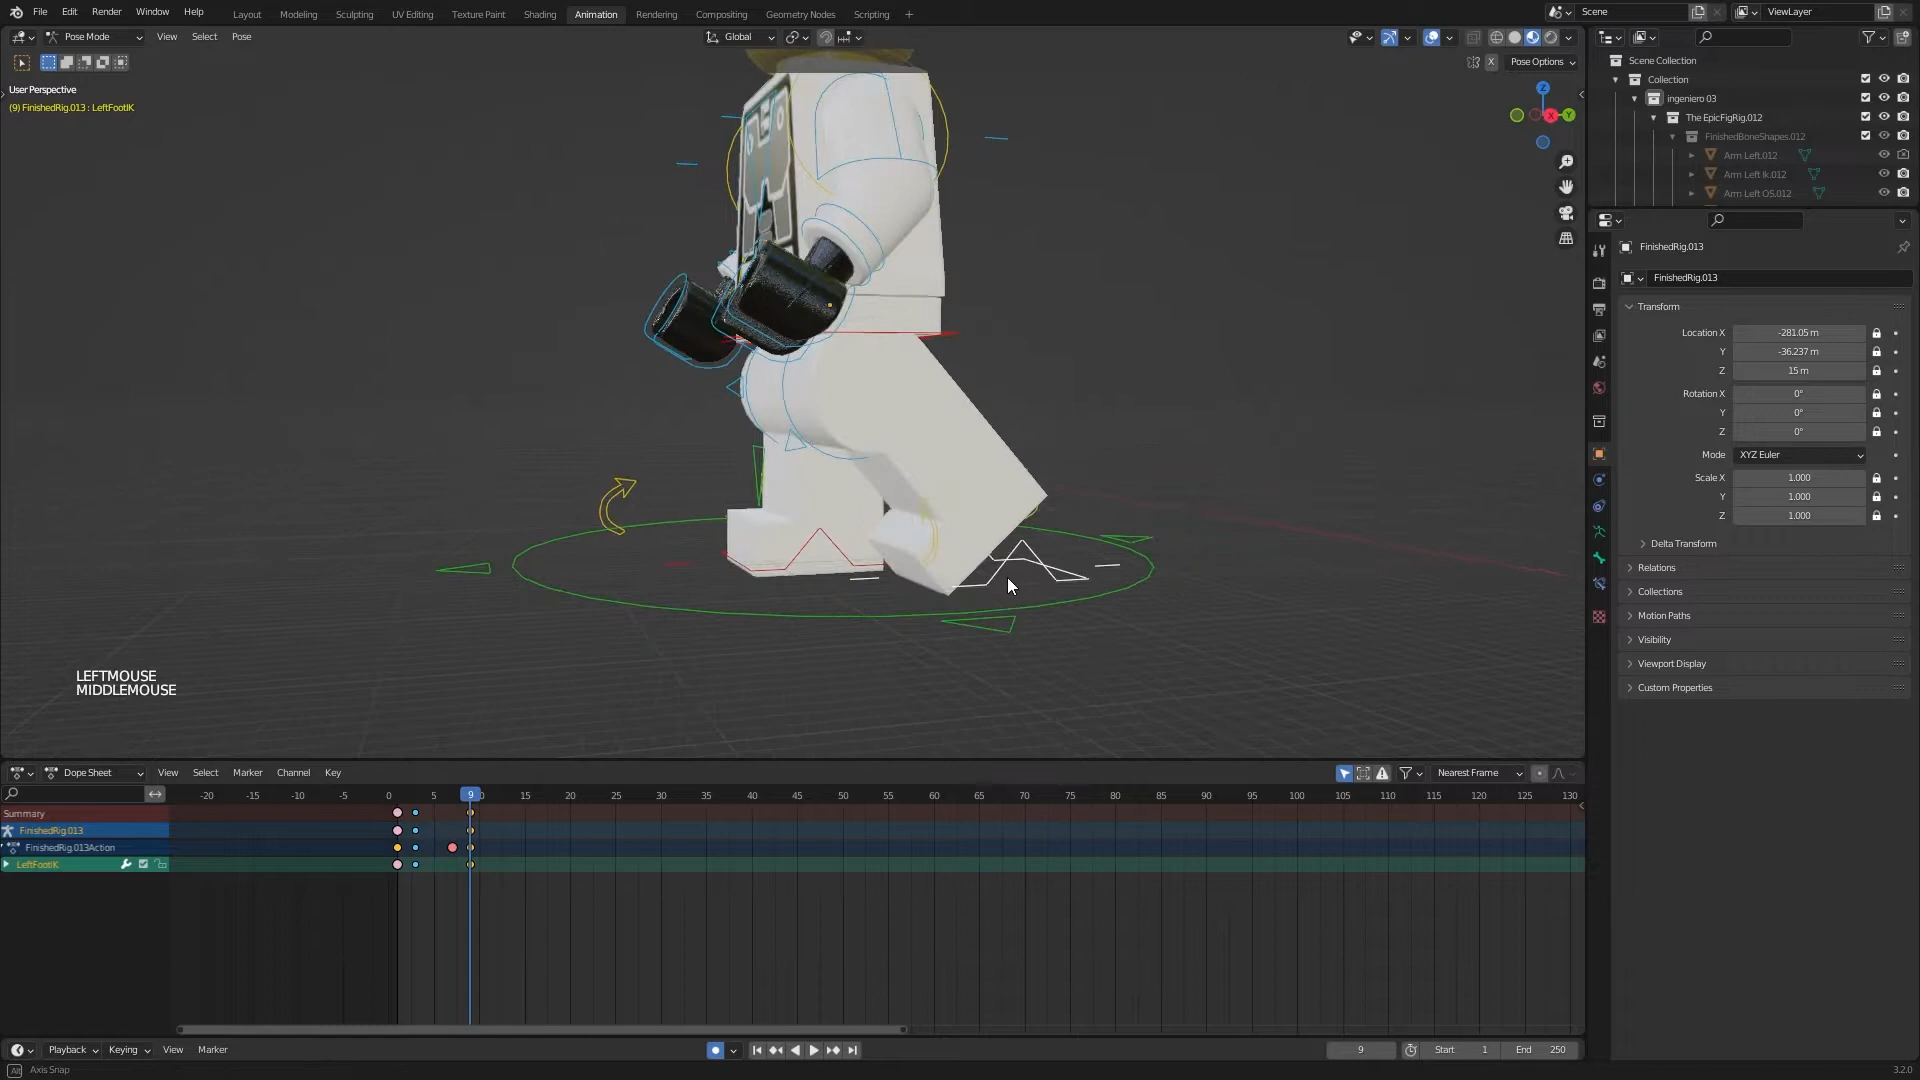 File Edit Render Window Help Layout Modeling Sculpting UV Editing Texture Paint Shading Animation Rendering Compositing Geometry Nodes Scripting + Scene ViewLayer
Pose Mode View Select Pose Global
X Pose Options
User Perspective
(9) FinishedRig.013 : LeftFootIK
Z
X
Y
Scene Collection
Collection
ingeniero 03
The EpicFigRig.012
FinishedBoneShapes.012
Arm Left.012
Arm Left Ik.012
Arm Left OS.012
FinishedRig.013
FinishedRig.013
Transform
Location X -281.05 m
Y -36.237 m
Z 15 m
Rotation X 0°
Y 0°
Z 0°
Mode XYZ Euler
Scale X 1.000
Y 1.000
Z 1.000
Delta Transform
Relations
Collections
Motion Paths
Visibility
Viewport Display
Custom Properties
LEFTMOUSE
MIDDLEMOUSE
Dope Sheet View Select Marker Channel Key Nearest Frame
-20 -15 -10 -5 0 5 9 15 20 25 30 35 40 45 50 55 60 65 70 75 80 85 90 95 100 105 110 115 120 125 130
Summary
FinishedRig.013
FinishedRig.013Action
LeftFootIK
Playback Keying View Marker 9 Start 1 End 250
Alt Axis Snap 3.2.0